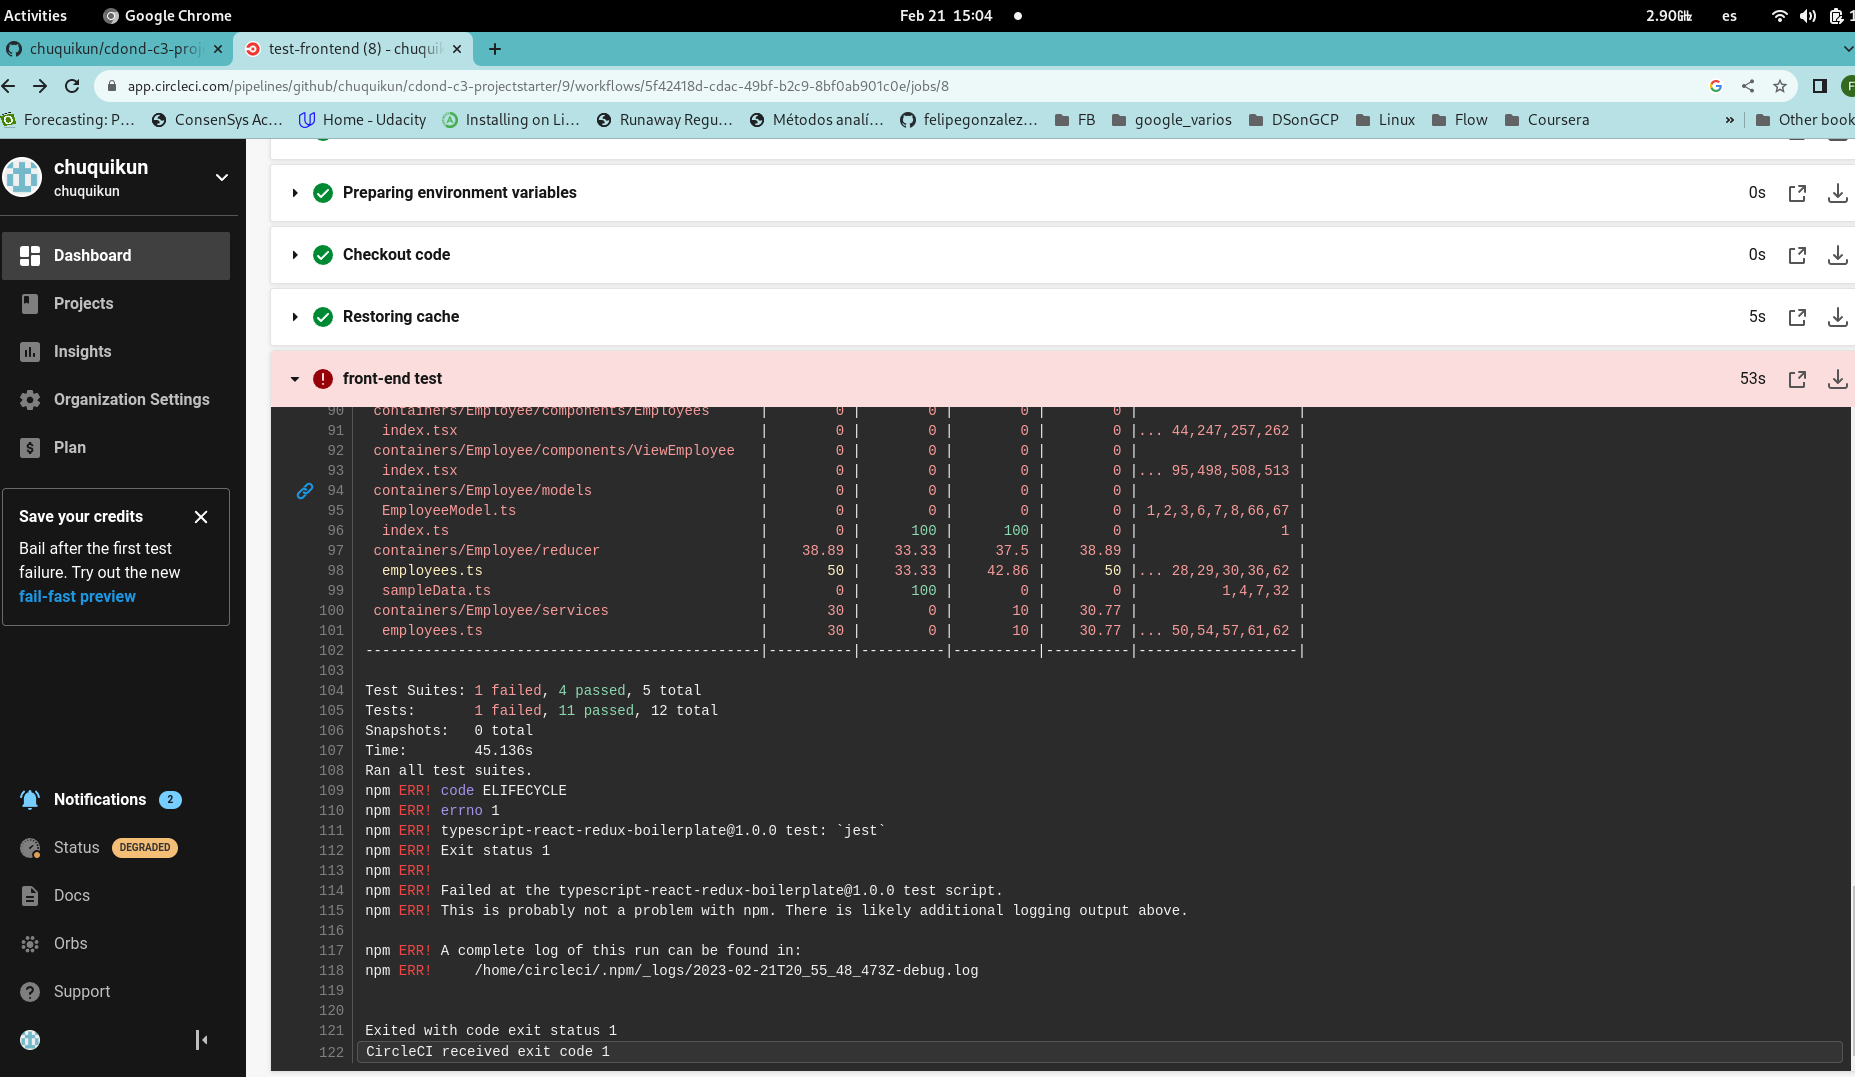 Activities Google Chrome Feb 21 15:04 2.90GHz es 1
chuquikun/cdond-c3-proj test-frontend (8) - chuquik
app.circleci.com/pipelines/github/chuquikun/cdond-c3-projectstarter/9/workflows/5f42418d-cdac-49bf-b2c9-8bf0ab901c0e/jobs/8
Forecasting: P... ConsenSys Ac... Home - Udacity Installing on Li... Runaway Regu... Métodos analí... felipegonzalez... FB google_varios DSonGCP Linux Flow Coursera » Other book
chuquikun
chuquikun
Dashboard
Projects
Insights
Organization Settings
Plan
Save your credits
Bail after the first test
failure. Try out the new
fail-fast preview
Notifications 2
Status DEGRADED
Docs
Orbs
Support
Preparing environment variables 0s
Checkout code 0s
Restoring cache 5s
front-end test 53s
90 containers/Employee/components/Employees | 0 | 0 | 0 | 0 | |
91 index.tsx | 0 | 0 | 0 | 0 |... 44,247,257,262 |
92 containers/Employee/components/ViewEmployee | 0 | 0 | 0 | 0 | |
93 index.tsx | 0 | 0 | 0 | 0 |... 95,498,508,513 |
94 containers/Employee/models | 0 | 0 | 0 | 0 | |
95 EmployeeModel.ts | 0 | 0 | 0 | 0 | 1,2,3,6,7,8,66,67 |
96 index.ts | 0 | 100 | 100 | 0 | 1 |
97 containers/Employee/reducer | 38.89 | 33.33 | 37.5 | 38.89 | |
98 employees.ts | 50 | 33.33 | 42.86 | 50 |... 28,29,30,36,62 |
99 sampleData.ts | 0 | 100 | 0 | 0 | 1,4,7,32 |
100 containers/Employee/services | 30 | 0 | 10 | 30.77 | |
101 employees.ts | 30 | 0 | 10 | 30.77 |... 50,54,57,61,62 |
102 -----------------------------------------------|----------|----------|----------|----------|-------------------|
103
104 Test Suites: 1 failed, 4 passed, 5 total
105 Tests: 1 failed, 11 passed, 12 total
106 Snapshots: 0 total
107 Time: 45.136s
108 Ran all test suites.
109 npm ERR! code ELIFECYCLE
110 npm ERR! errno 1
111 npm ERR! typescript-react-redux-boilerplate@1.0.0 test: `jest`
112 npm ERR! Exit status 1
113 npm ERR!
114 npm ERR! Failed at the typescript-react-redux-boilerplate@1.0.0 test script.
115 npm ERR! This is probably not a problem with npm. There is likely additional logging output above.
116
117 npm ERR! A complete log of this run can be found in:
118 npm ERR! /home/circleci/.npm/_logs/2023-02-21T20_55_48_473Z-debug.log
119
120
121 Exited with code exit status 1
122 CircleCI received exit code 1